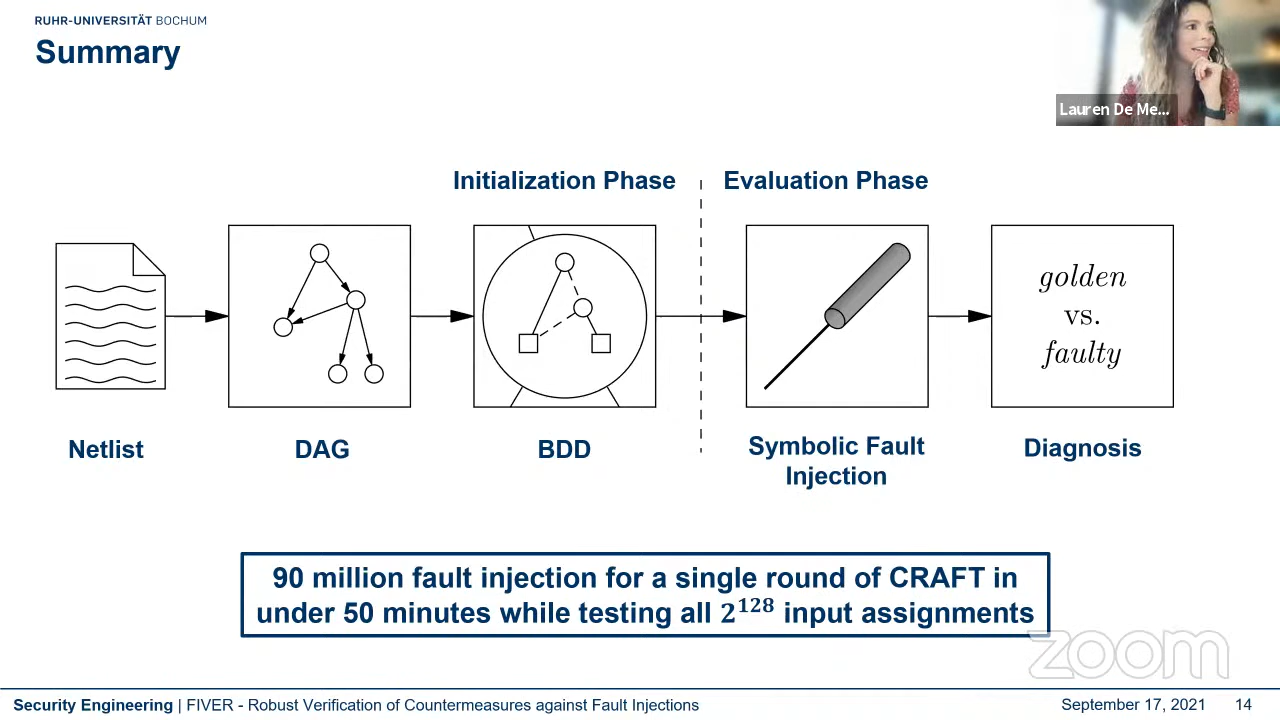 RUHR-UNIVERSITÄT BOCHUM
Summary
Lauren De Me...
Initialization Phase
Evaluation Phase
golden
vs.
faulty
Netlist
DAG
BDD
Symbolic Fault
Injection
Diagnosis
90 million fault injection for a single round of CRAFT in
under 50 minutes while testing all 2^128 input assignments
zoom
Security Engineering | FIVER - Robust Verification of Countermeasures against Fault Injections
September 17, 2021
14